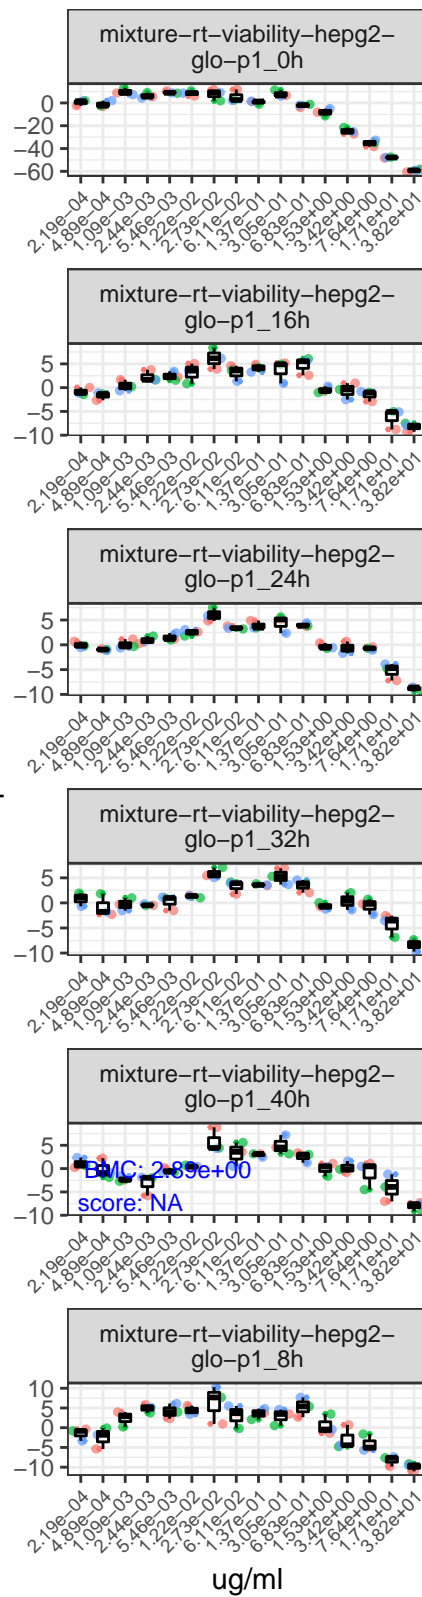 mixture−rt−viability−hepg2−
glo−p1_0h
0
−20
−40
−60
2.19e−04
4.89e−04
1.09e−03
2.44e−03
5.46e−03
1.22e−02
2.73e−02
6.11e−02
1.37e−01
3.05e−01
6.83e−01
1.53e+00
3.42e+00
7.64e+00
1.71e+01
3.82e+01
mixture−rt−viability−hepg2−
glo−p1_16h
5
0
−5
−10
2.19e−04
4.89e−04
1.09e−03
2.44e−03
5.46e−03
1.22e−02
2.73e−02
6.11e−02
1.37e−01
3.05e−01
6.83e−01
1.53e+00
3.42e+00
7.64e+00
1.71e+01
3.82e+01
mixture−rt−viability−hepg2−
glo−p1_24h
5
0
−5
−10
2.19e−04
4.89e−04
1.09e−03
2.44e−03
5.46e−03
1.22e−02
2.73e−02
6.11e−02
1.37e−01
3.05e−01
6.83e−01
1.53e+00
3.42e+00
7.64e+00
1.71e+01
3.82e+01
mixture−rt−viability−hepg2−
glo−p1_32h
5
0
−5
−10
2.19e−04
4.89e−04
1.09e−03
2.44e−03
5.46e−03
1.22e−02
2.73e−02
6.11e−02
1.37e−01
3.05e−01
6.83e−01
1.53e+00
3.42e+00
7.64e+00
1.71e+01
3.82e+01
mixture−rt−viability−hepg2−
glo−p1_40h
5
0
−5
−10
BMC: 2.89e+00
score: NA
2.19e−04
4.89e−04
1.09e−03
2.44e−03
5.46e−03
1.22e−02
2.73e−02
6.11e−02
1.37e−01
3.05e−01
6.83e−01
1.53e+00
3.42e+00
7.64e+00
1.71e+01
3.82e+01
mixture−rt−viability−hepg2−
glo−p1_8h
10
5
0
−5
−10
2.19e−04
4.89e−04
1.09e−03
2.44e−03
5.46e−03
1.22e−02
2.73e−02
6.11e−02
1.37e−01
3.05e−01
6.83e−01
1.53e+00
3.42e+00
7.64e+00
1.71e+01
3.82e+01
ug/ml